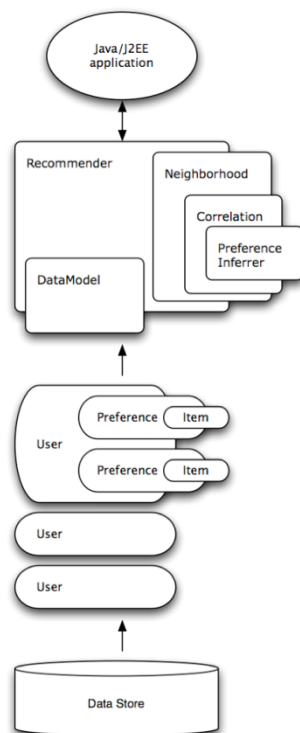 Java/J2EE
application
Recommender
Neighborhood
Correlation
Preference
Inferrer
DataModel
Preference Item
User
Preference Item
User
User
Data Store